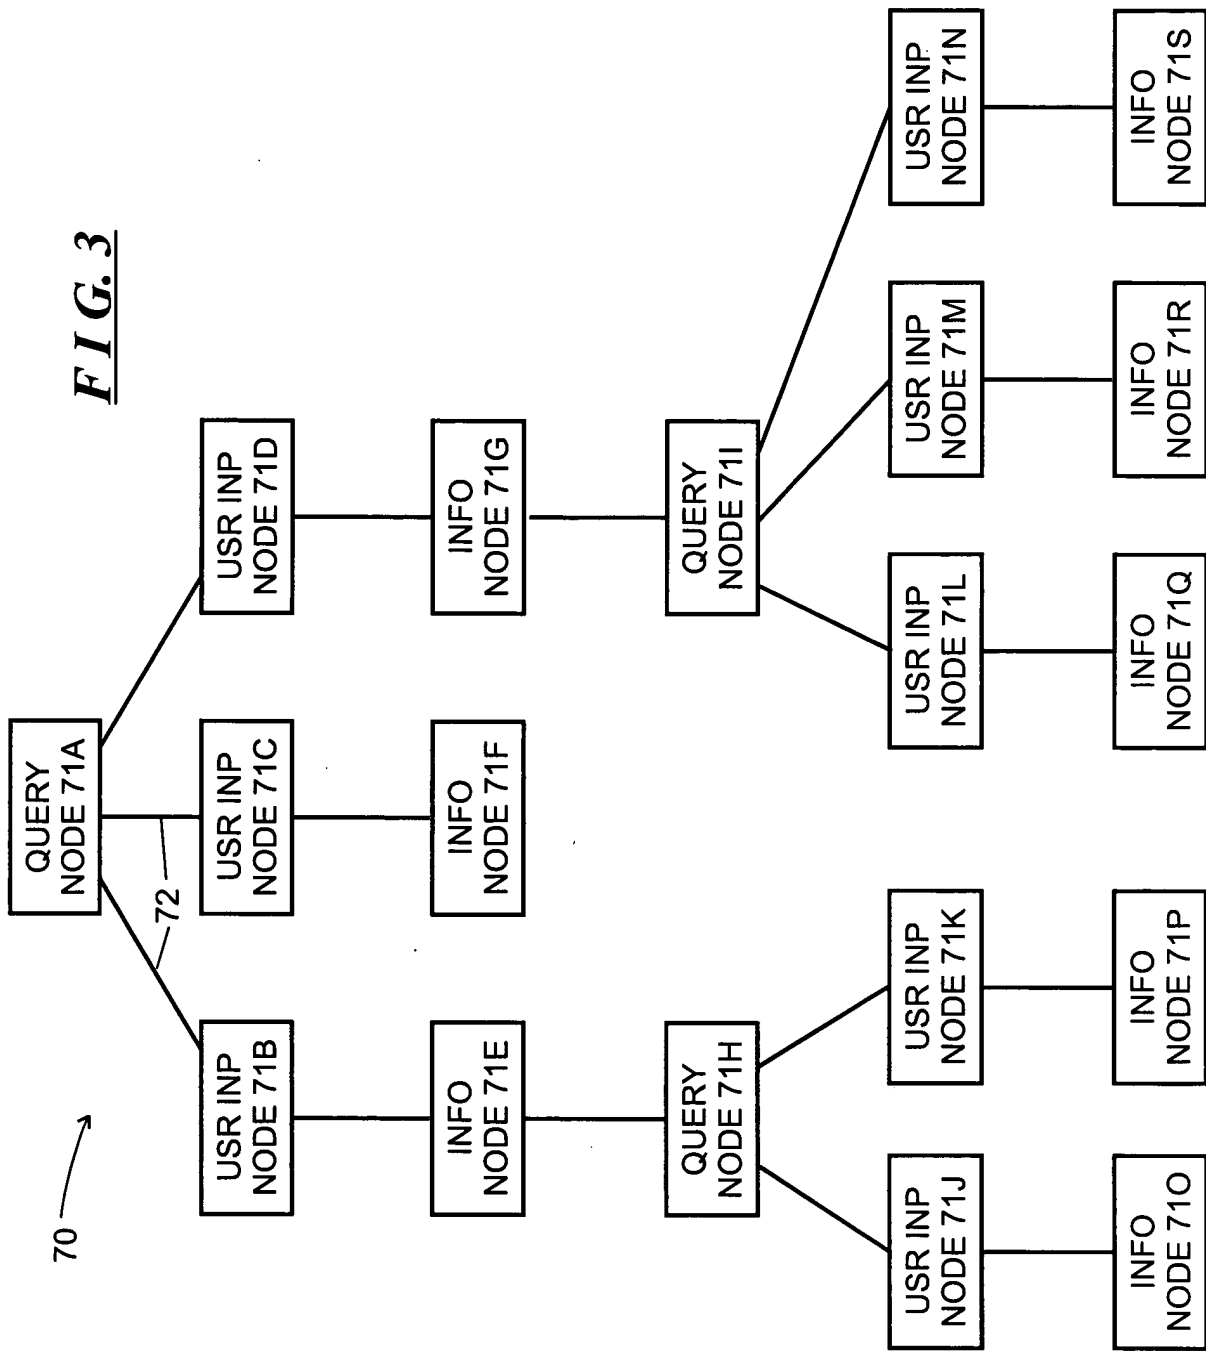 FIG. 3
70
72
QUERY
NODE 71A
USR INP
NODE 71B
USR INP
NODE 71C
USR INP
NODE 71D
INFO
NODE 71E
INFO
NODE 71F
INFO
NODE 71G
QUERY
NODE 71H
QUERY
NODE 71I
USR INP
NODE 71J
USR INP
NODE 71K
USR INP
NODE 71L
USR INP
NODE 71M
USR INP
NODE 71N
INFO
NODE 71O
INFO
NODE 71P
INFO
NODE 71Q
INFO
NODE 71R
INFO
NODE 71S